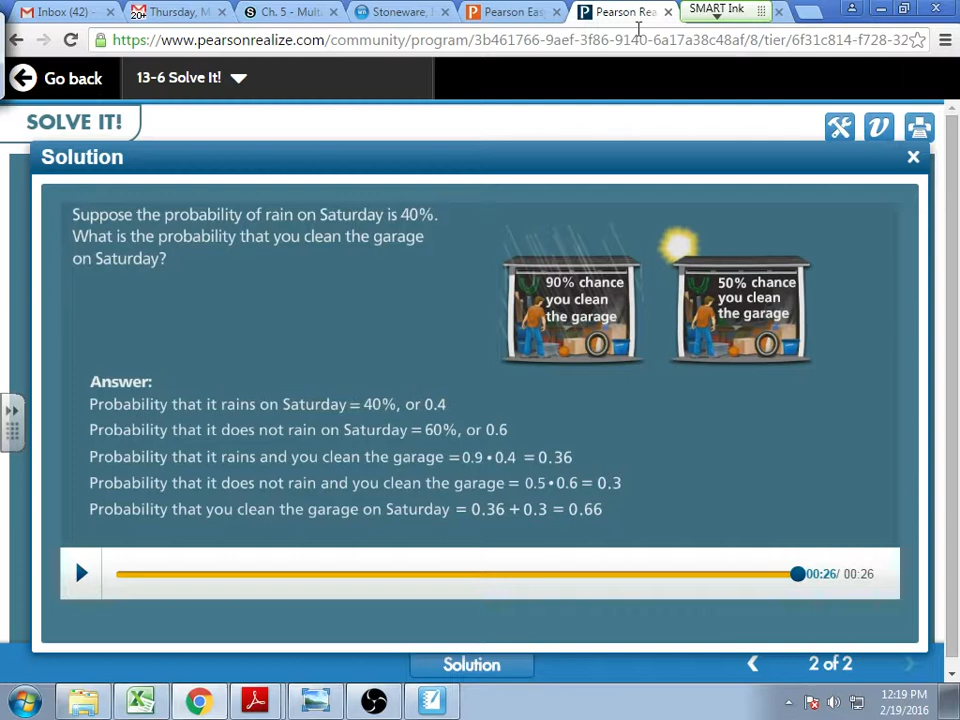 Inbox (42) -
20+
Thursday, M
Ch. 5 - Multi
Stoneware,
Pearson Eas
Pearson Rea
SMART Ink
https://www.pearsonrealize.com/community/program/3b461766-9aef-3f86-9140-6a17a38c48af/8/tier/6f31c814-f728-32
Go back
13-6 Solve It!
SOLVE IT!
Solution
Suppose the probability of rain on Saturday is 40%.
What is the probability that you clean the garage
on Saturday?
90% chance
you clean
the garage
50% chance
you clean
the garage
Answer:
Probability that it rains on Saturday = 40%, or 0.4
Probability that it does not rain on Saturday = 60%, or 0.6
Probability that it rains and you clean the garage = 0.9 • 0.4 = 0.36
Probability that it does not rain and you clean the garage = 0.5 • 0.6 = 0.3
Probability that you clean the garage on Saturday = 0.36 + 0.3 = 0.66
00:26/ 00:26
Solution
2 of 2
12:19 PM
2/19/2016